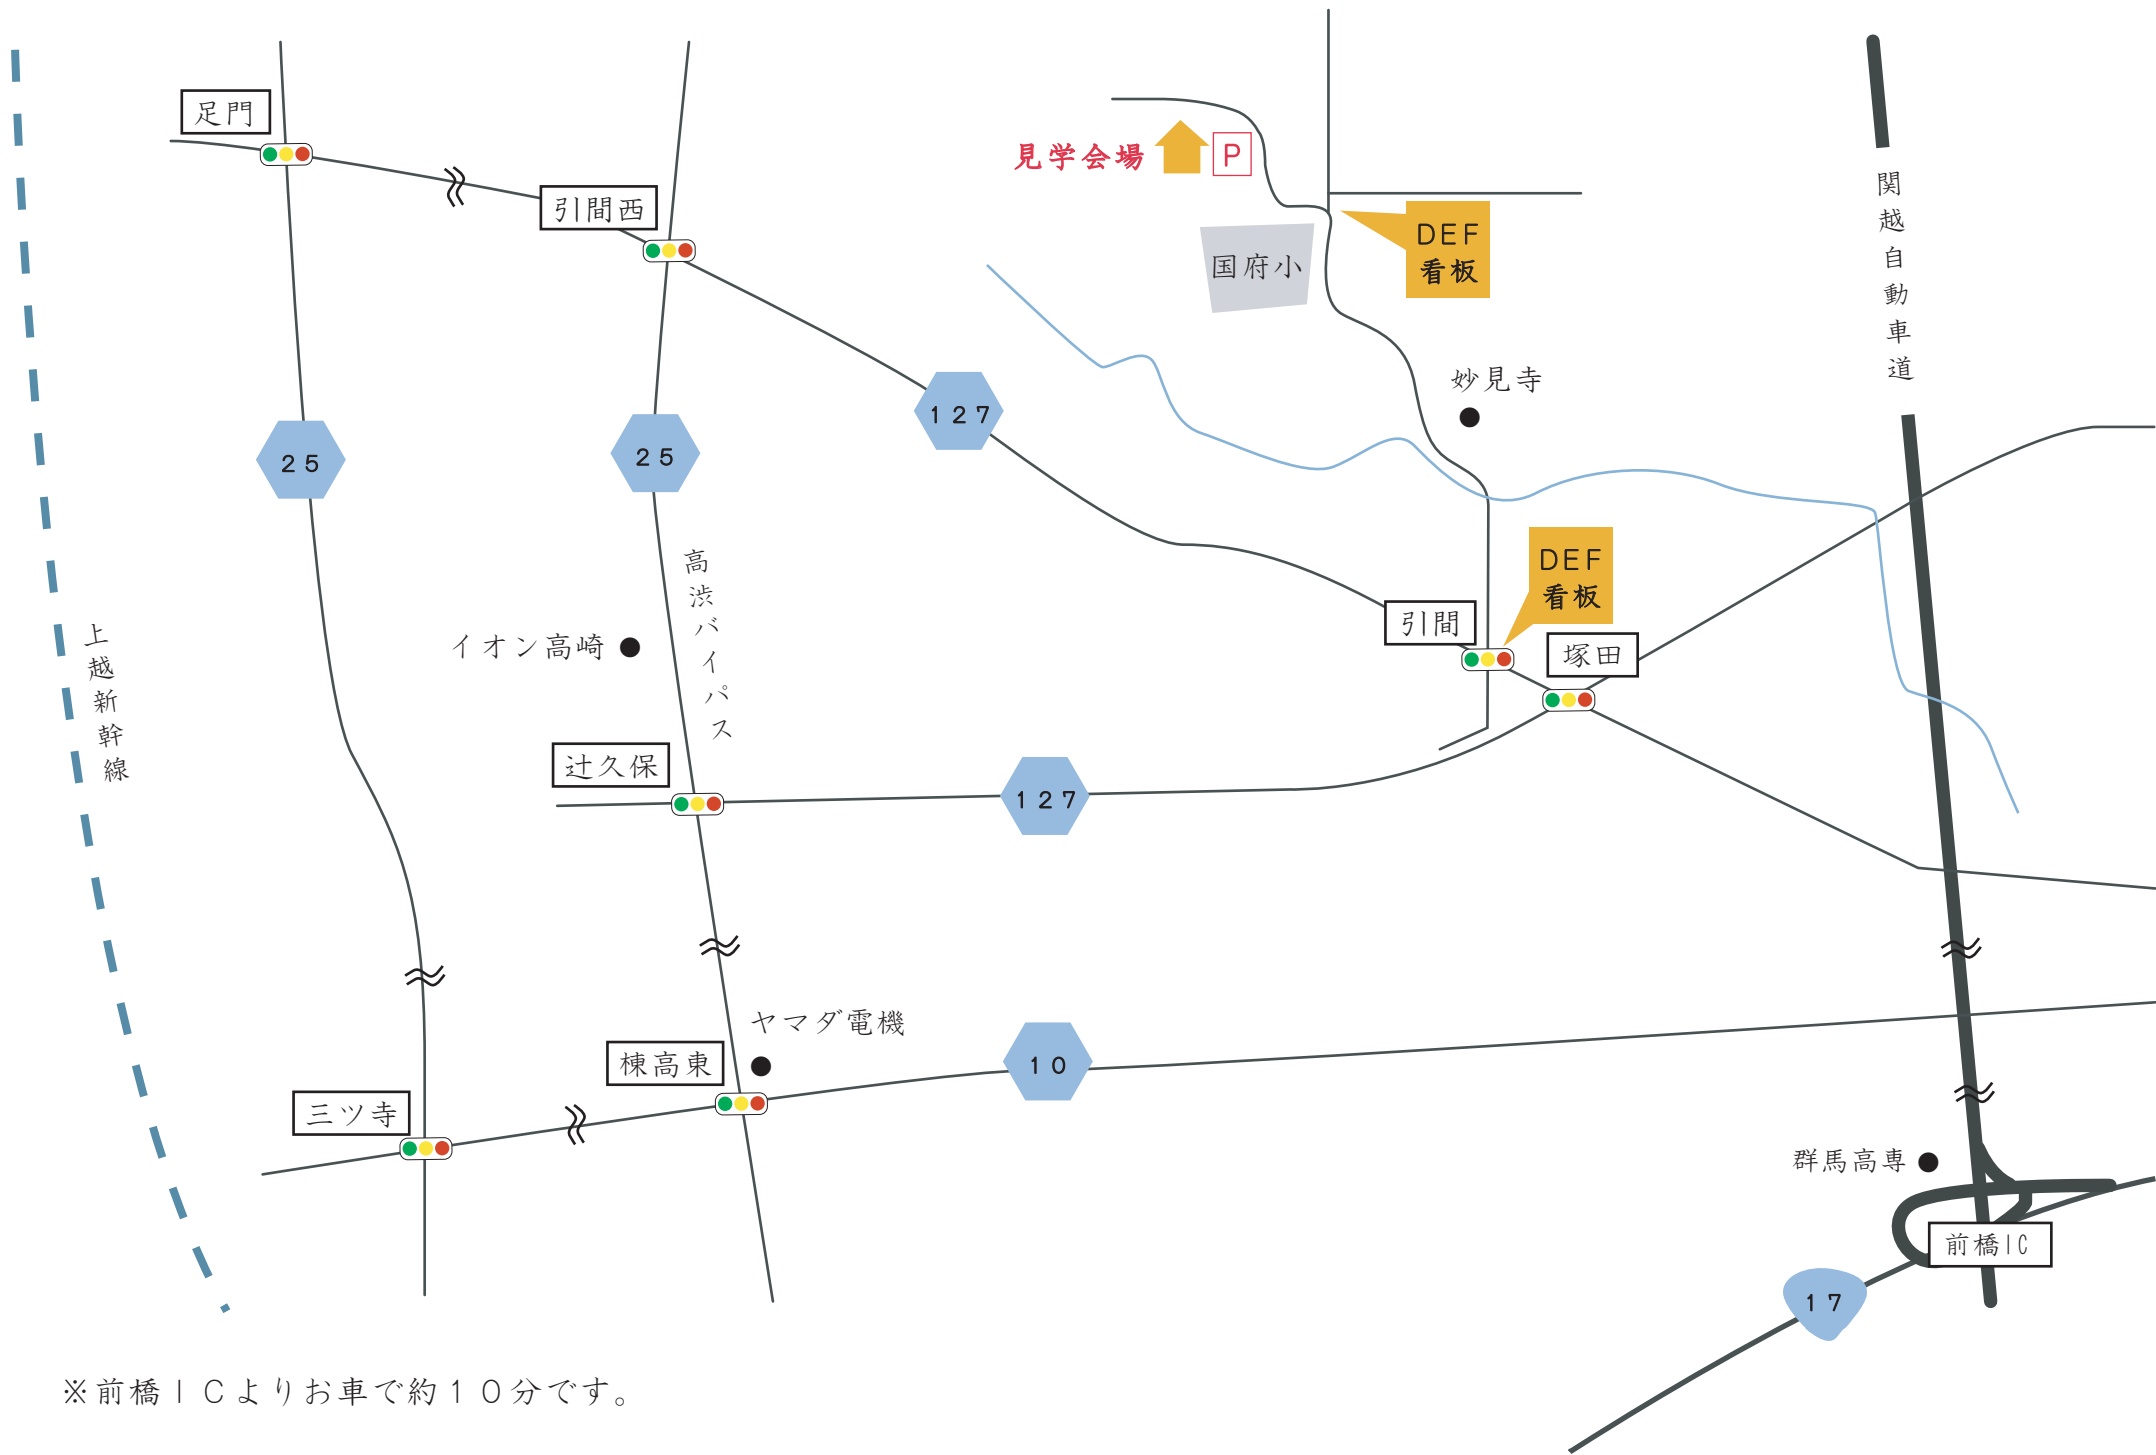 足門
見学会場
P
関越自動車道
引間西
DEF
看板
国府小
妙見寺
127
25
25
高渋バイパス
DEF
看板
引間
塚田
イオン高崎
上越新幹線
辻久保
127
ヤマダ電機
棟高東
10
三ツ寺
群馬高専
前橋IC
17
※前橋ICよりお車で約10分です。